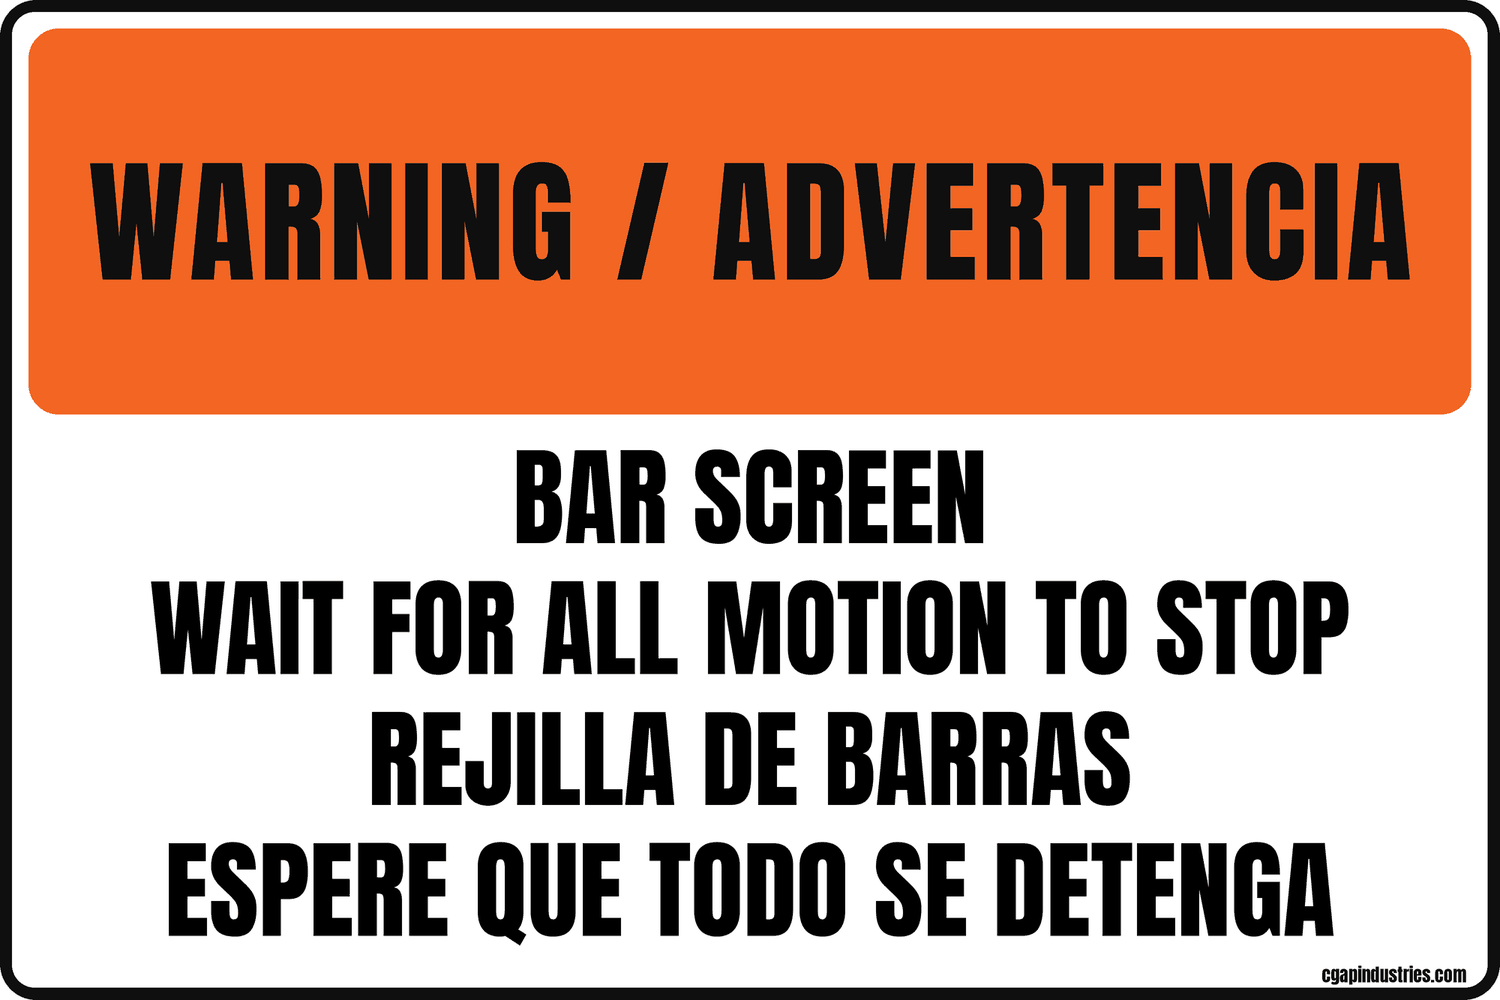 WARNING / ADVERTENCIA
BAR SCREEN
WAIT FOR ALL MOTION TO STOP
REJILLA DE BARRAS
ESPERE QUE TODO SE DETENGA
cgapindustries.com